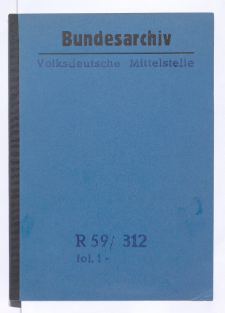 Bundesarchiv
Volksdeutsche Mittelstelle
R 59/ 312
fol. 1-